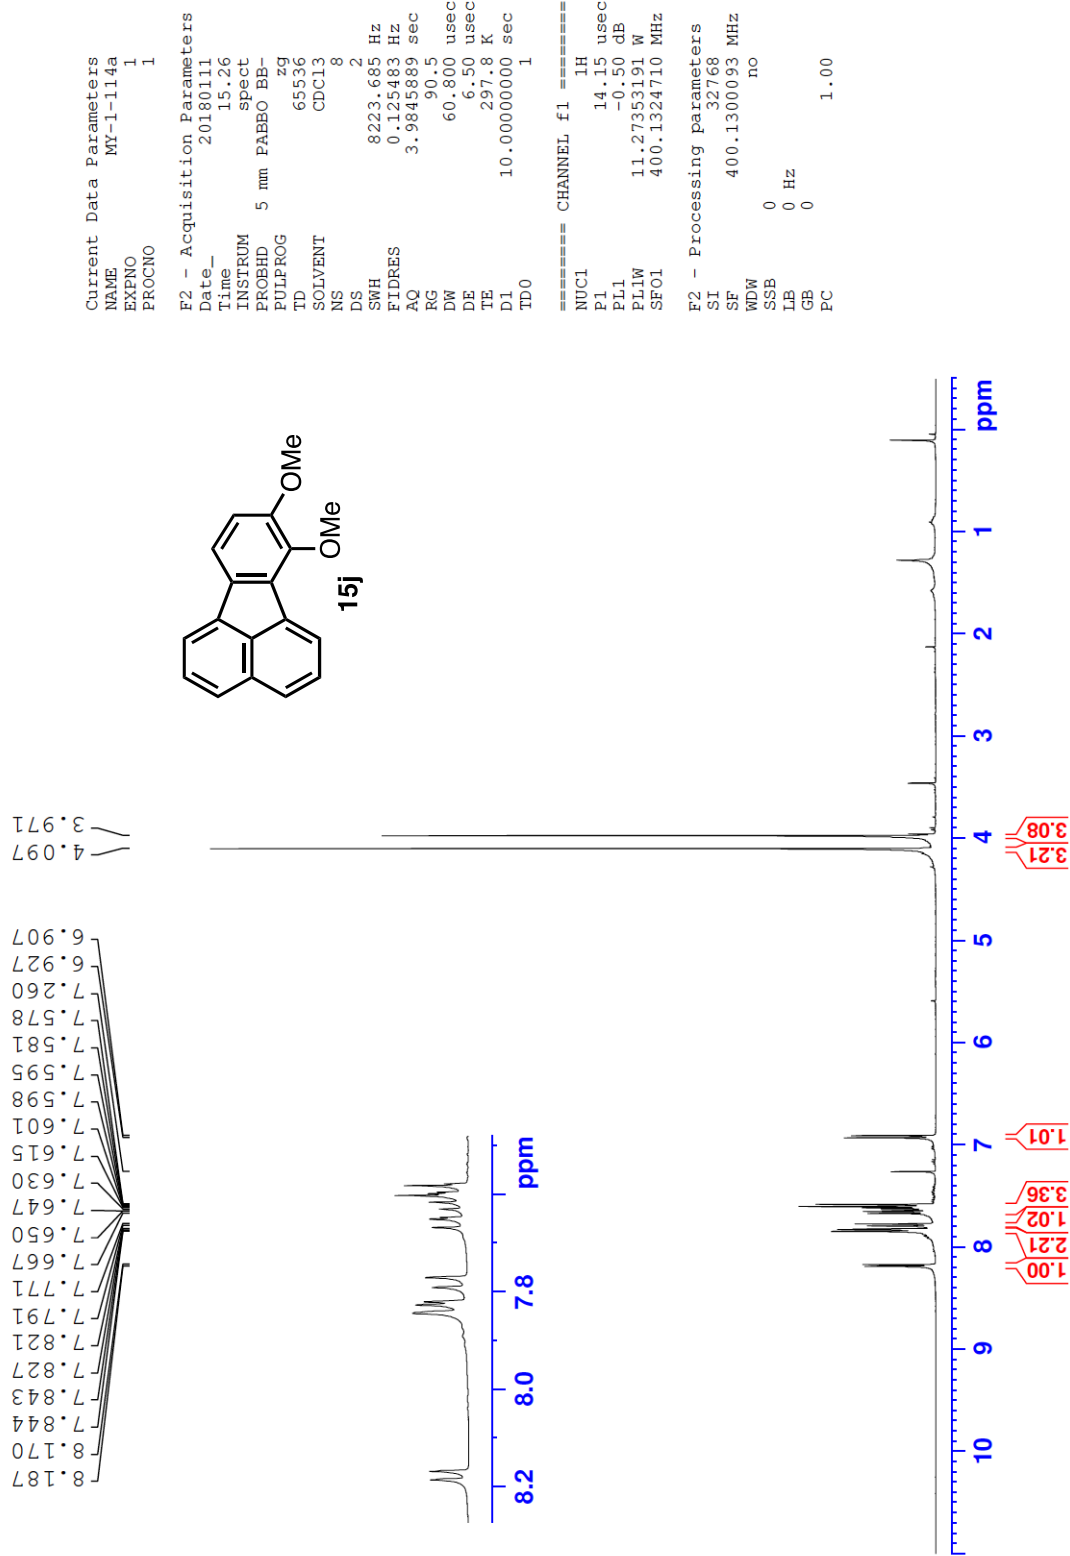 Current Data Parameters
NAME MY-1-114a
EXPNO 1
PROCNO 1
F2 - Acquisition Parameters
Date_ 20180111
Time 15.26
INSTRUM spect
PROBHD 5 mm PABBO BB-
PULPROG zg
TD 65536
SOLVENT CDCl3
NS 8
DS 2
SWH 8223.685 Hz
FIDRES 0.125483 Hz
AQ 3.9845889 sec
RG 90.5
DW 60.800 usec
DE 6.50 usec
TE 297.8 K
D1 10.00000000 sec
TD0 1
======== CHANNEL f1 ========
NUC1 1H
P1 14.15 usec
PL1 -0.50 dB
PL1W 11.27353191 W
SFO1 400.1324710 MHz
F2 - Processing parameters
SI 32768
SF 400.1300093 MHz
WDW no
SSB 0
LB 0 Hz
GB 0
PC 1.00
OMe
OMe
15j
8.187
8.170
7.844
7.843
7.827
7.821
7.791
7.771
7.667
7.650
7.647
7.630
7.615
7.601
7.598
7.595
7.581
7.578
7.260
6.927
6.907
4.097
3.971
8.2 8.0 7.8 ppm
10 9 8 7 6 5 4 3 2 1 ppm
1.00
2.21
1.02
3.36
1.01
3.21
3.08